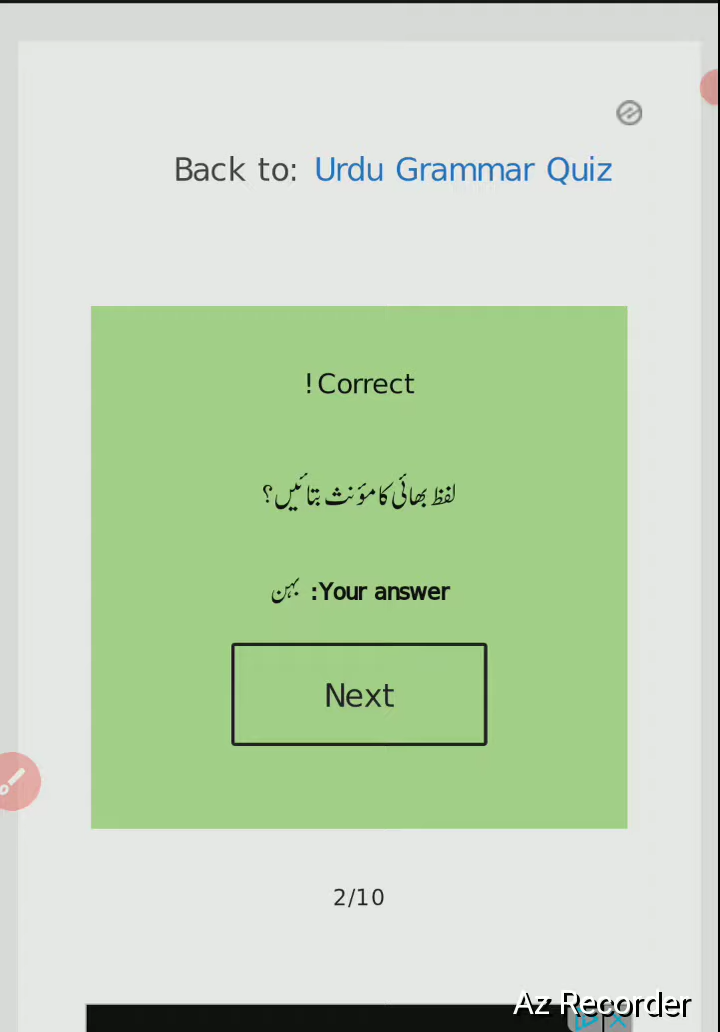 Back to: Urdu Grammar Quiz
! Correct
لفظ بھائی کا مؤنث بتائیں؟
بہن :Your answer
Next
2/10
Az Recorder